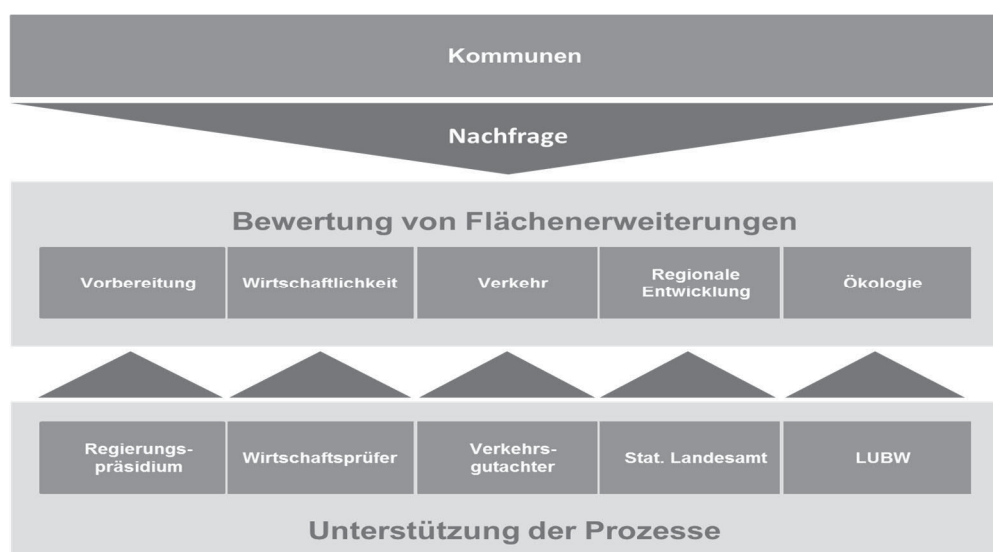 Kommunen
Nachfrage
Bewertung von Flächenerweiterungen
Vorbereitung
Wirtschaftlichkeit
Verkehr
Regionale
Entwicklung
Ökologie
Regierungs-
präsidium
Wirtschaftsprüfer
Verkehrs-
gutachter
Stat. Landesamt
LUBW
Unterstützung der Prozesse